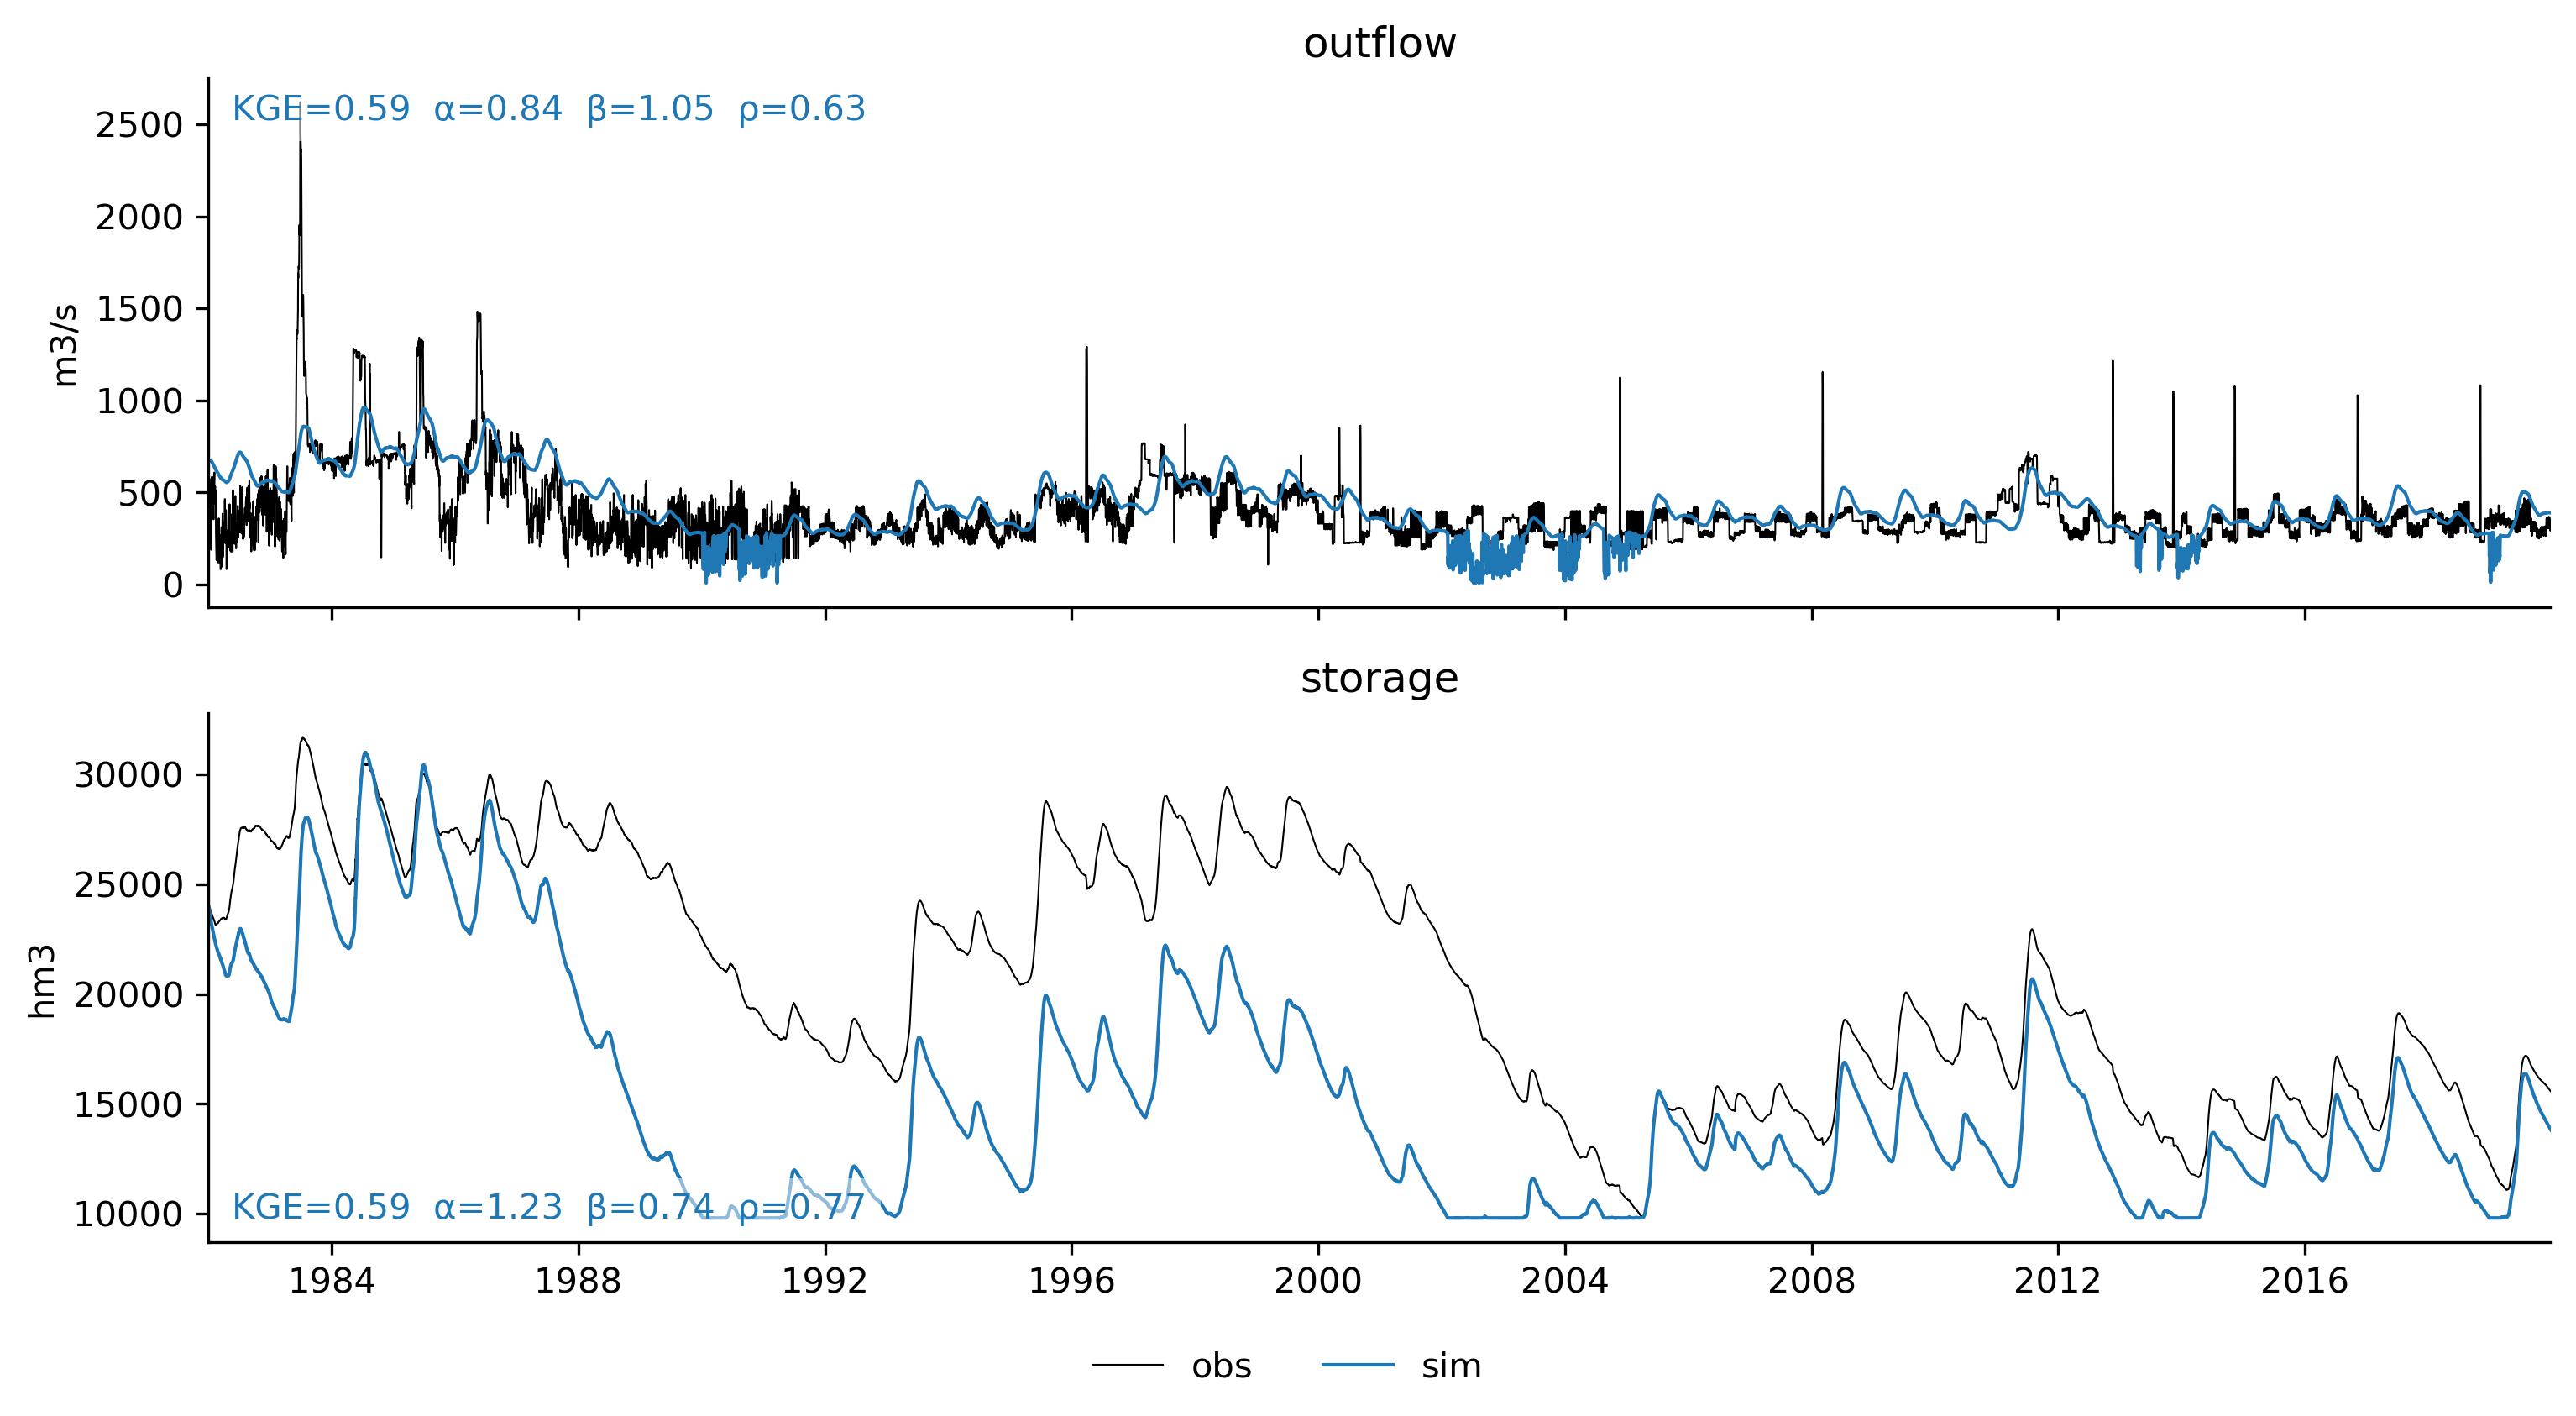 outflow
KGE=0.59 α=0.84 β=1.05 ρ=0.63
2500
2000
1500
1000
500
0
m3/s
storage
30000
25000
20000
15000
10000
hm3
KGE=0.59 α=1.23 β=0.74 ρ=0.77
1984 1988 1992 1996 2000 2004 2008 2012 2016
obs sim